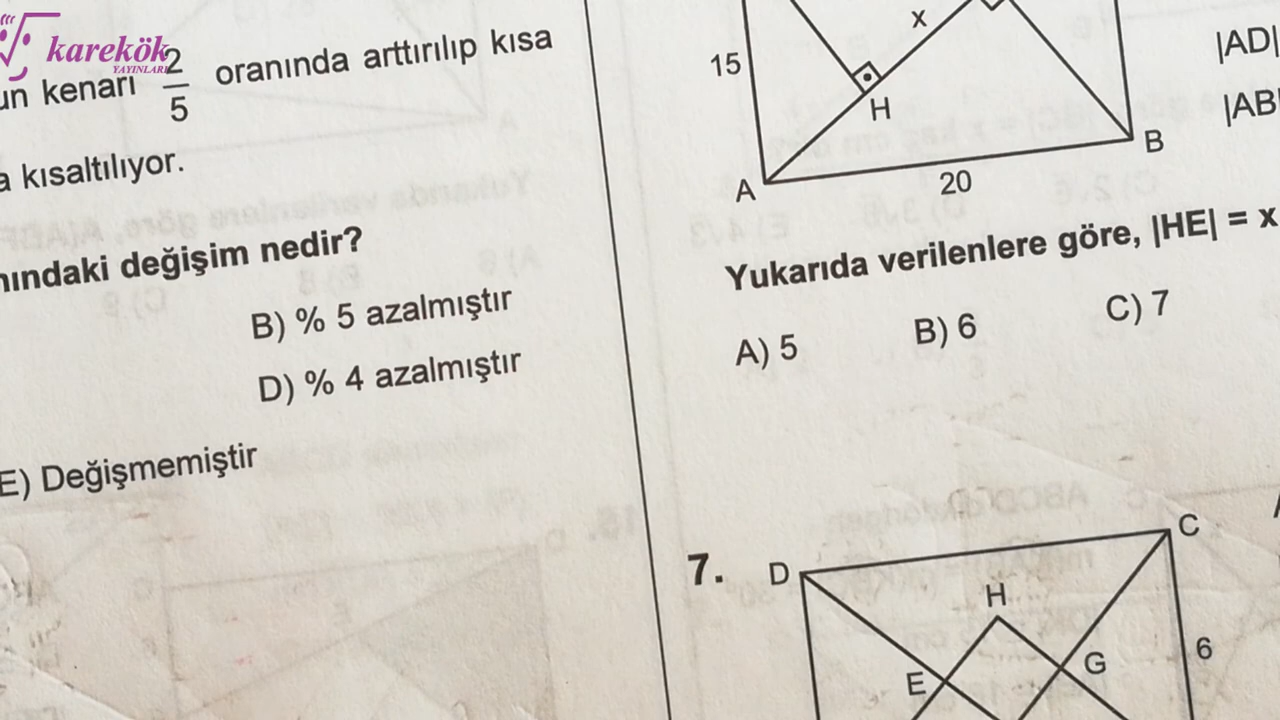 karekök
YAYINLARI
un kenarı 2/5 oranında arttırılıp kısa
a kısaltılıyor.
nındaki değişim nedir?
B) % 5 azalmıştır
D) % 4 azalmıştır
E) Değişmemiştir
x
15
H
A
B
20
|AD|
|AB|
Yukarıda verilenlere göre, |HE| = x
A) 5
B) 6
C) 7
7.
D
C
H
E
G
6